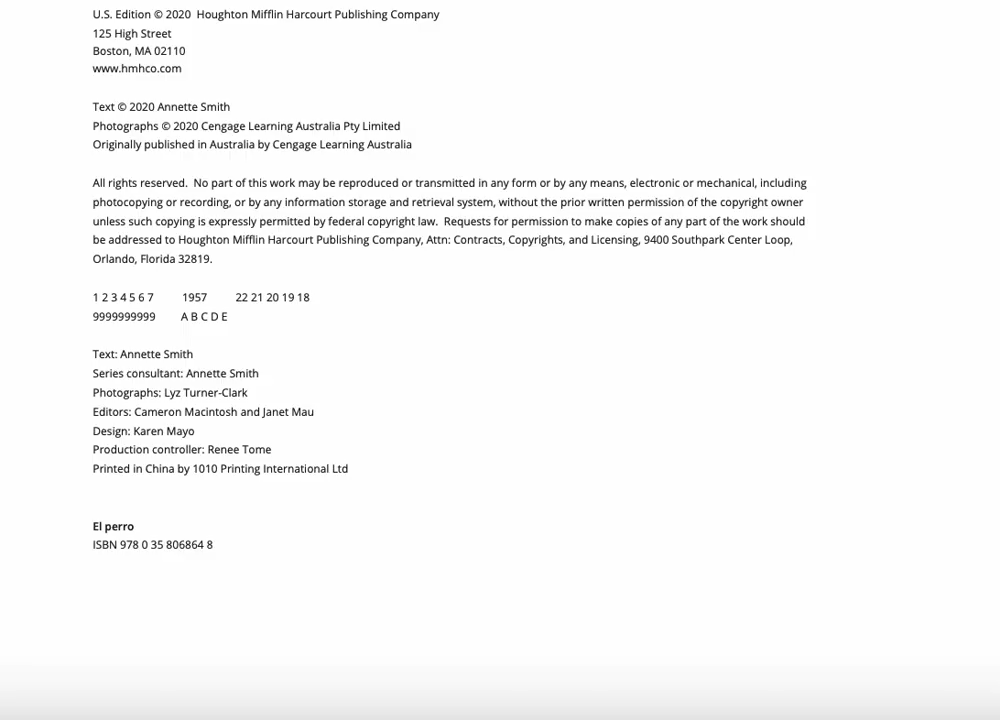 U.S. Edition © 2020 Houghton Mifflin Harcourt Publishing Company
125 High Street
Boston, MA 02110
www.hmhco.com
Text © 2020 Annette Smith
Photographs © 2020 Cengage Learning Australia Pty Limited
Originally published in Australia by Cengage Learning Australia
All rights reserved. No part of this work may be reproduced or transmitted in any form or by any means, electronic or mechanical, including
photocopying or recording, or by any information storage and retrieval system, without the prior written permission of the copyright owner
unless such copying is expressly permitted by federal copyright law. Requests for permission to make copies of any part of the work should
be addressed to Houghton Mifflin Harcourt Publishing Company, Attn: Contracts, Copyrights, and Licensing, 9400 Southpark Center Loop,
Orlando, Florida 32819.
1 2 3 4 5 6 7 1957 22 21 20 19 18
9999999999 A B C D E
Text: Annette Smith
Series consultant: Annette Smith
Photographs: Lyz Turner-Clark
Editors: Cameron Macintosh and Janet Mau
Design: Karen Mayo
Production controller: Renee Tome
Printed in China by 1010 Printing International Ltd
El perro
ISBN 978 0 35 806864 8